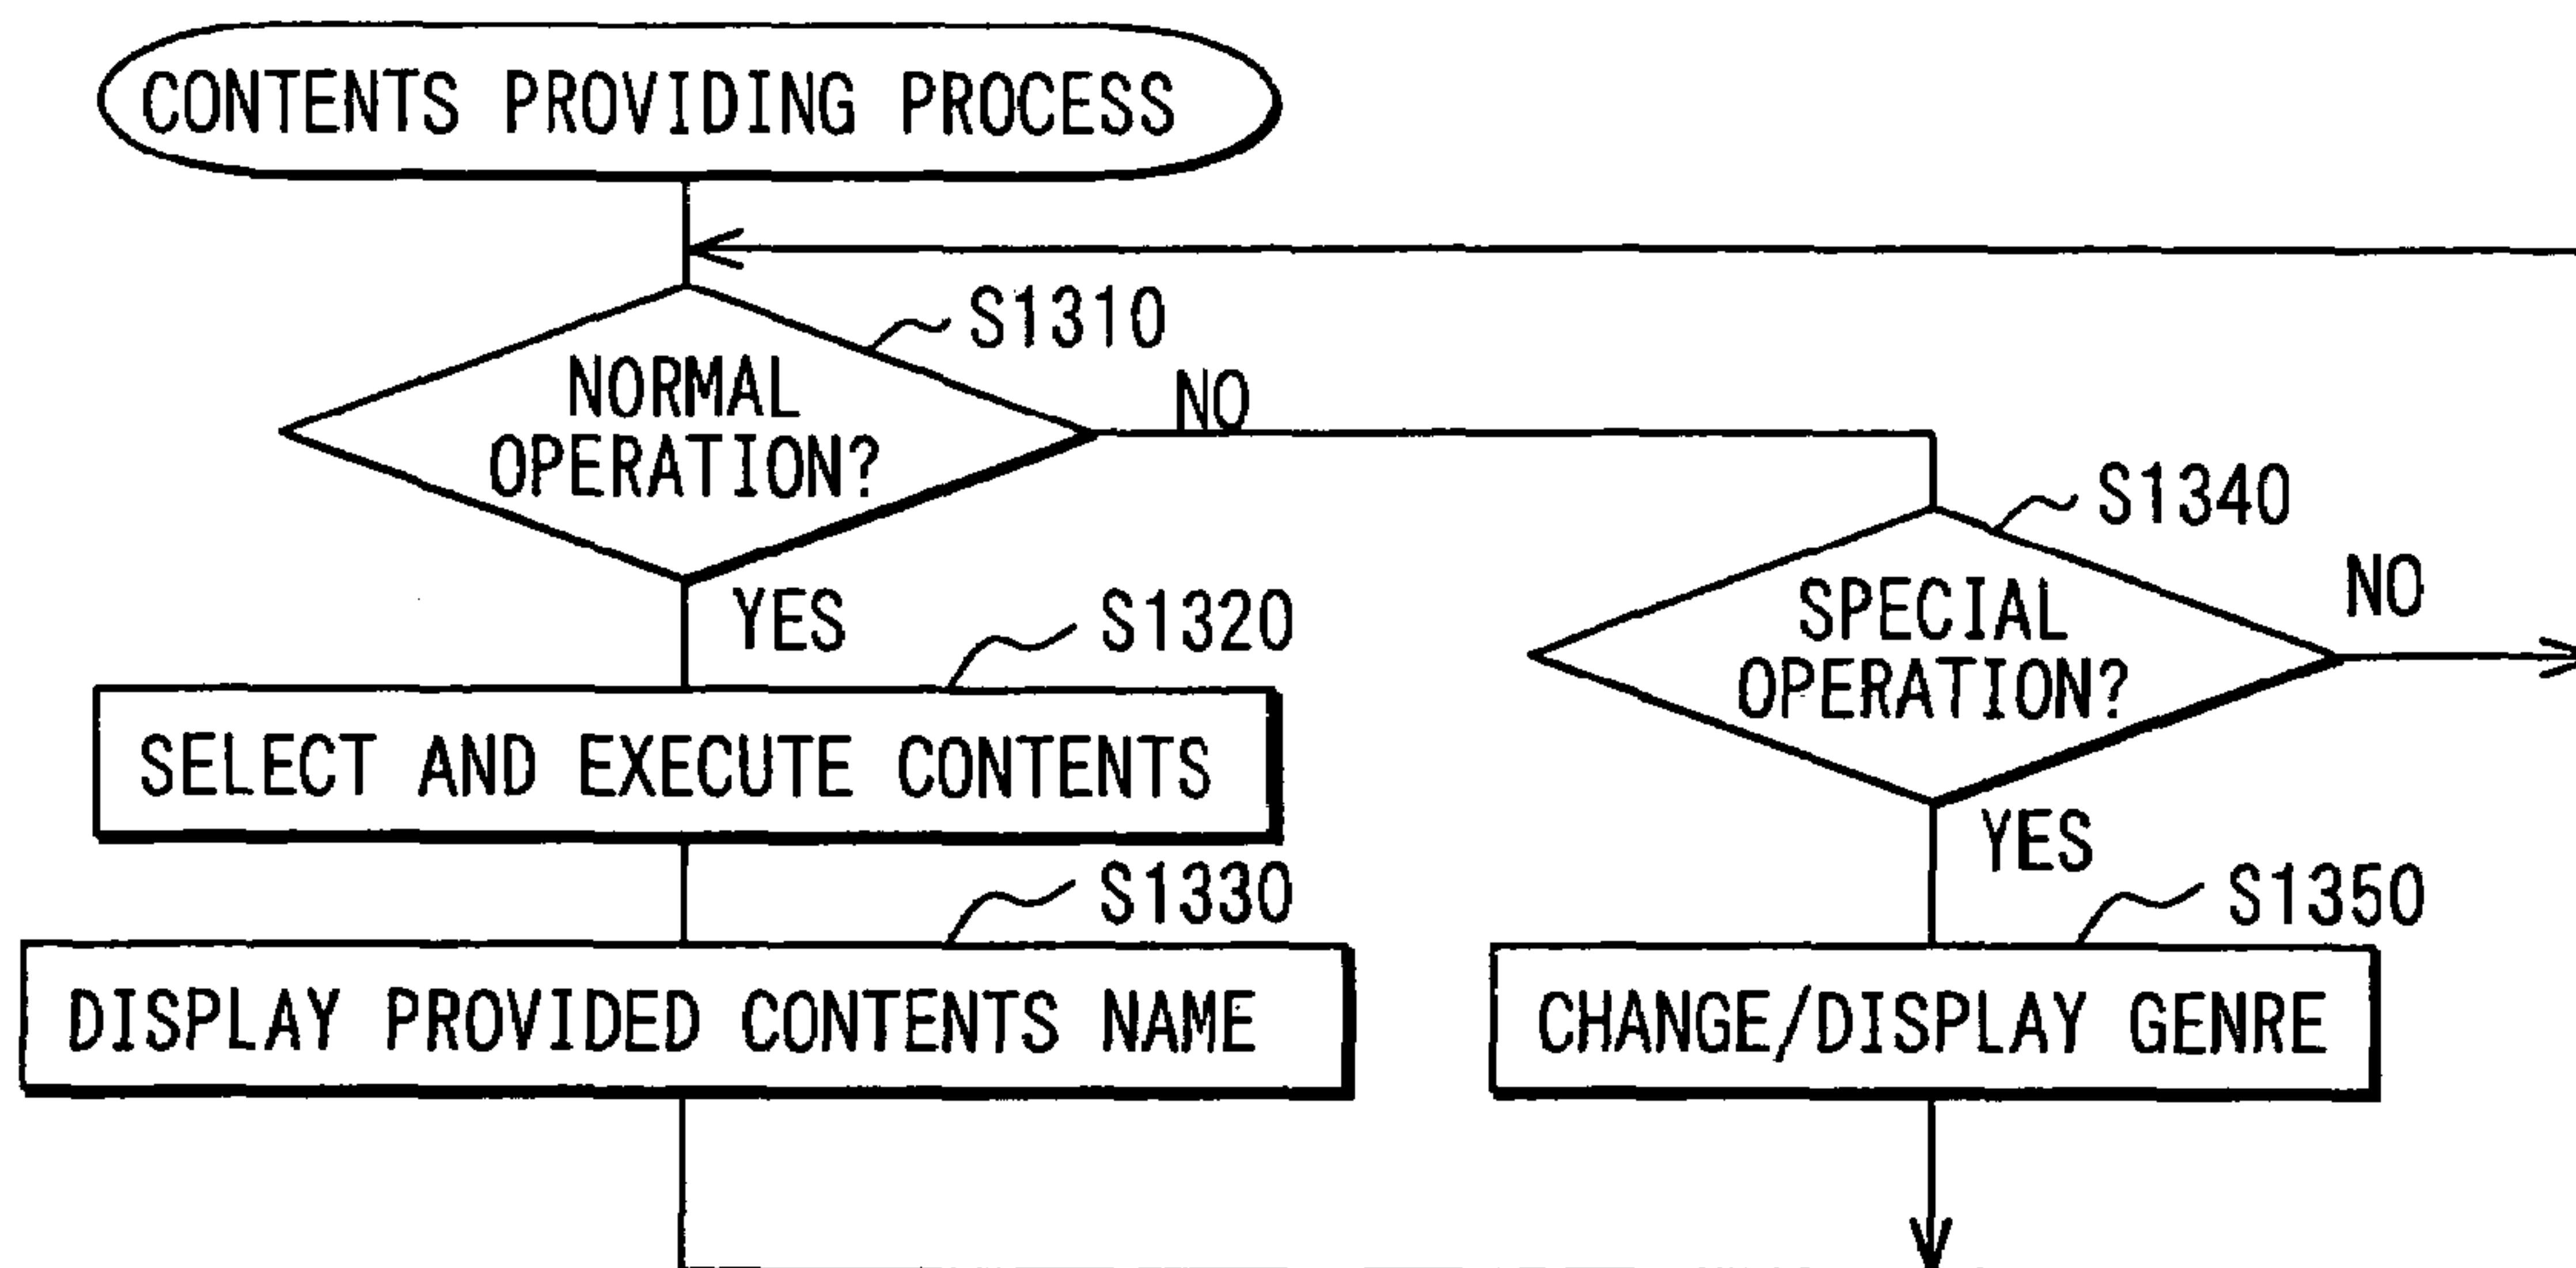 CONTENTS PROVIDING PROCESS
S1310
NORMAL
OPERATION?
NO
YES
S1320
SELECT AND EXECUTE CONTENTS
S1330
DISPLAY PROVIDED CONTENTS NAME
S1340
SPECIAL
OPERATION?
NO
YES
S1350
CHANGE/DISPLAY GENRE